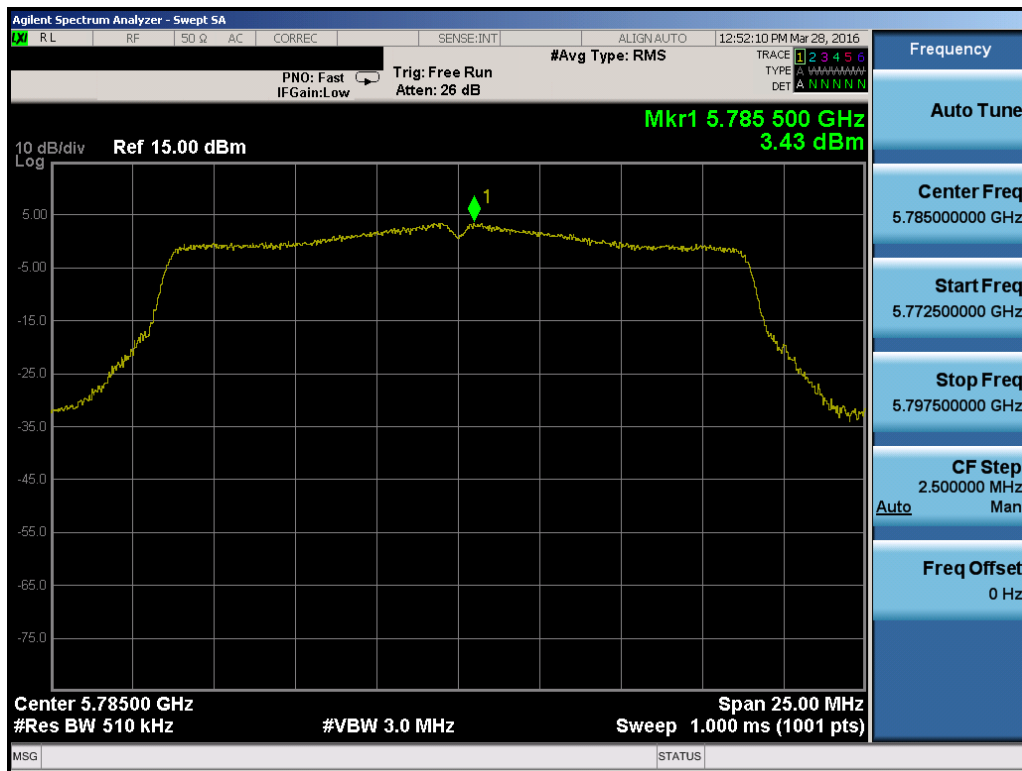 Agilent Spectrum Analyzer - Swept SA
LXI RL RF 50 Ω AC CORREC SENSE:INT ALIGNAUTO 12:52:10 PM Mar 28, 2016
#Avg Type: RMS TRACE 1 2 3 4 5 6
PNO: Fast Trig: Free Run TYPE A WWWWW
IFGain:Low Atten: 26 dB DET A N N N N N
Mkr1 5.785 500 GHz
3.43 dBm
10 dB/div Ref 15.00 dBm
Log
1
5.00
-5.00
-15.0
-25.0
-35.0
-45.0
-55.0
-65.0
-75.0
Center 5.78500 GHz Span 25.00 MHz
#Res BW 510 kHz #VBW 3.0 MHz Sweep 1.000 ms (1001 pts)
MSG STATUS
Frequency
Auto Tune
Center Freq
5.785000000 GHz
Start Freq
5.772500000 GHz
Stop Freq
5.797500000 GHz
CF Step
2.500000 MHz
Auto Man
Freq Offset
0 Hz